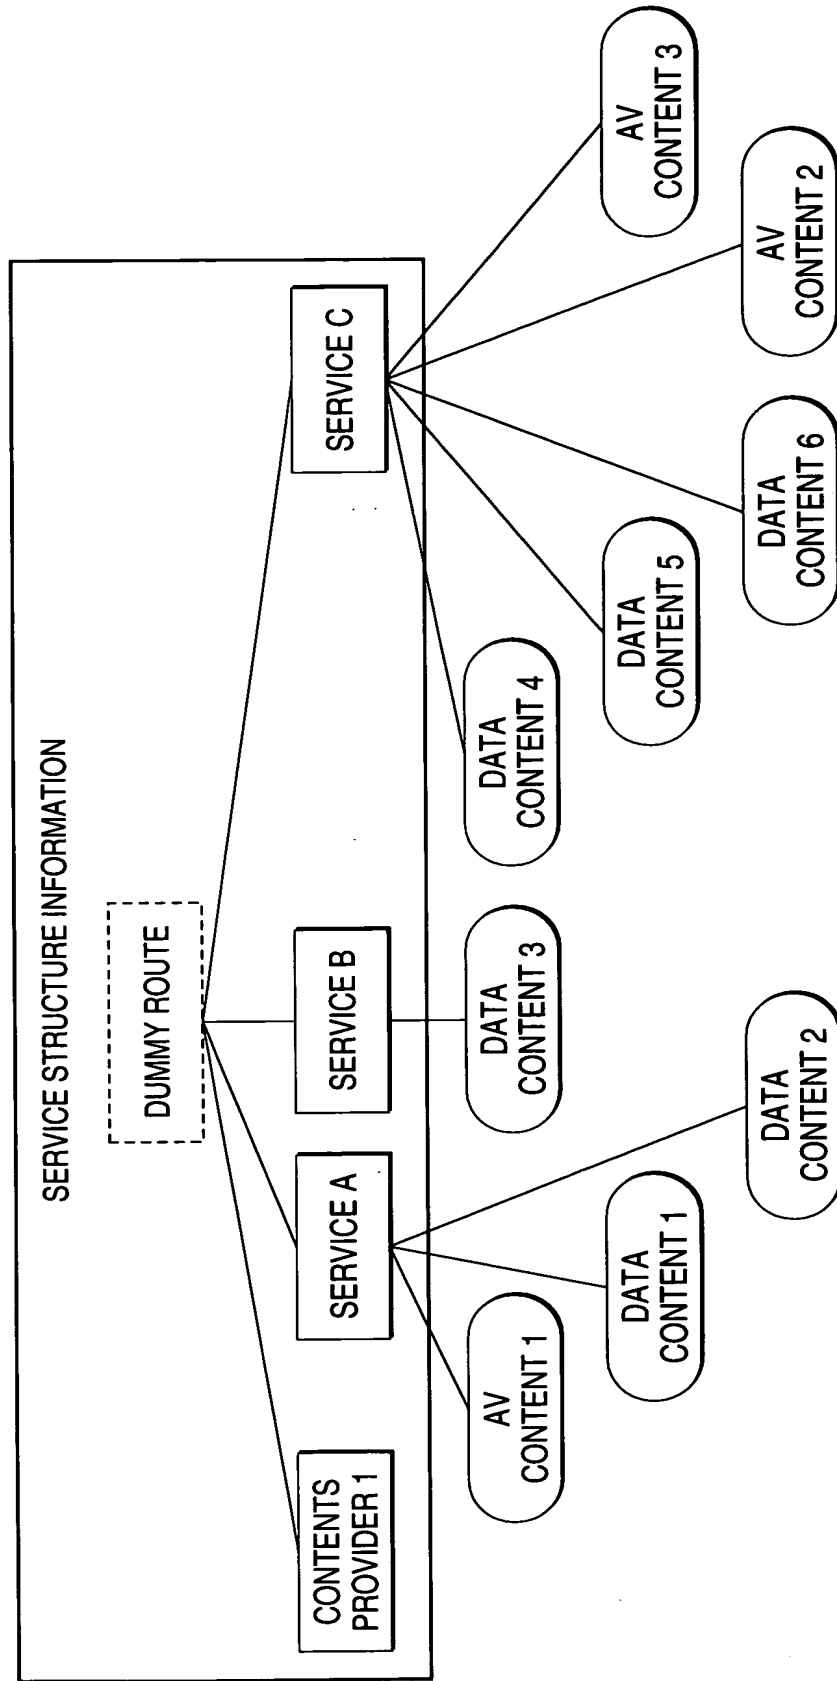 SERVICE STRUCTURE INFORMATION
DUMMY ROUTE
CONTENTS
PROVIDER 1
SERVICE A
SERVICE B
SERVICE C
AV
CONTENT 1
DATA
CONTENT 1
DATA
CONTENT 2
DATA
CONTENT 3
DATA
CONTENT 4
DATA
CONTENT 5
DATA
CONTENT 6
AV
CONTENT 2
AV
CONTENT 3